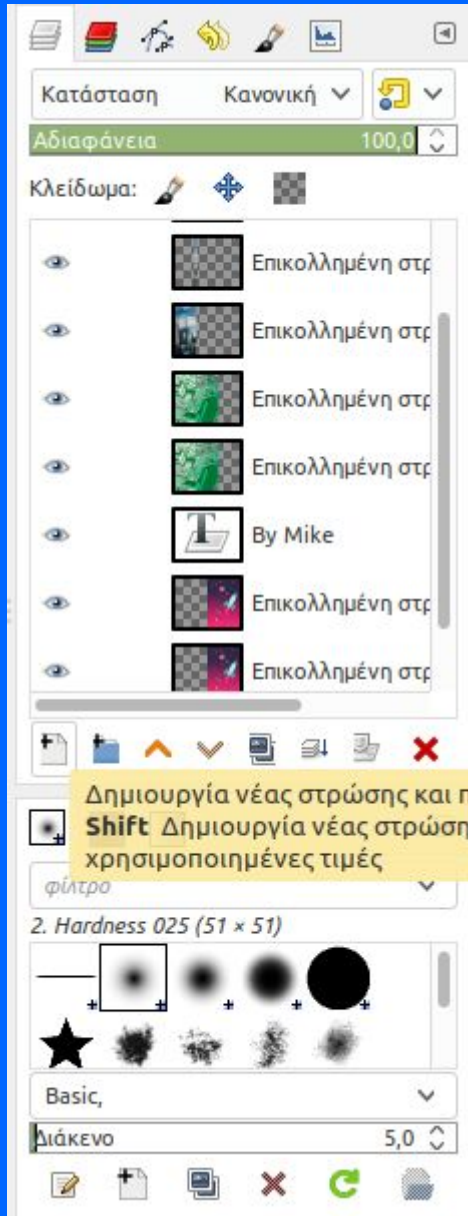 Κατάσταση Κανονική
Αδιαφάνεια 100,0
Κλείδωμα:
Επικολλημένη στρ
Επικολλημένη στρ
Επικολλημένη στρ
Επικολλημένη στρ
By Mike
Επικολλημένη στρ
Επικολλημένη στρ
Δημιουργία νέας στρώσης και π
Shift Δημιουργία νέας στρώση
χρησιμοποιημένες τιμές
φίλτρο
2. Hardness 025 (51 × 51)
Basic,
Διάκενο 5,0